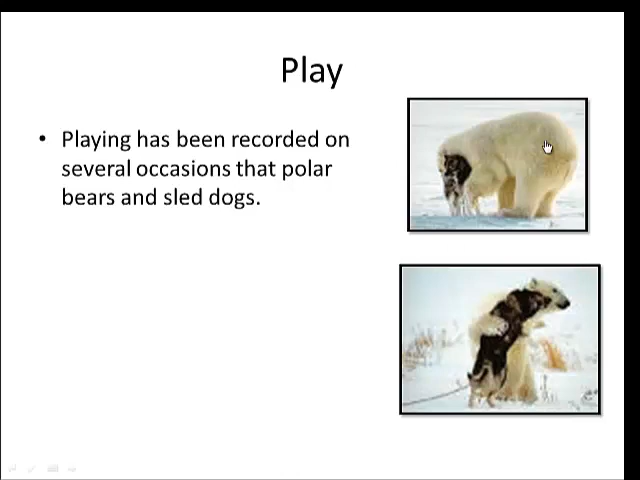 Play
• Playing has been recorded on
several occasions that polar
bears and sled dogs.